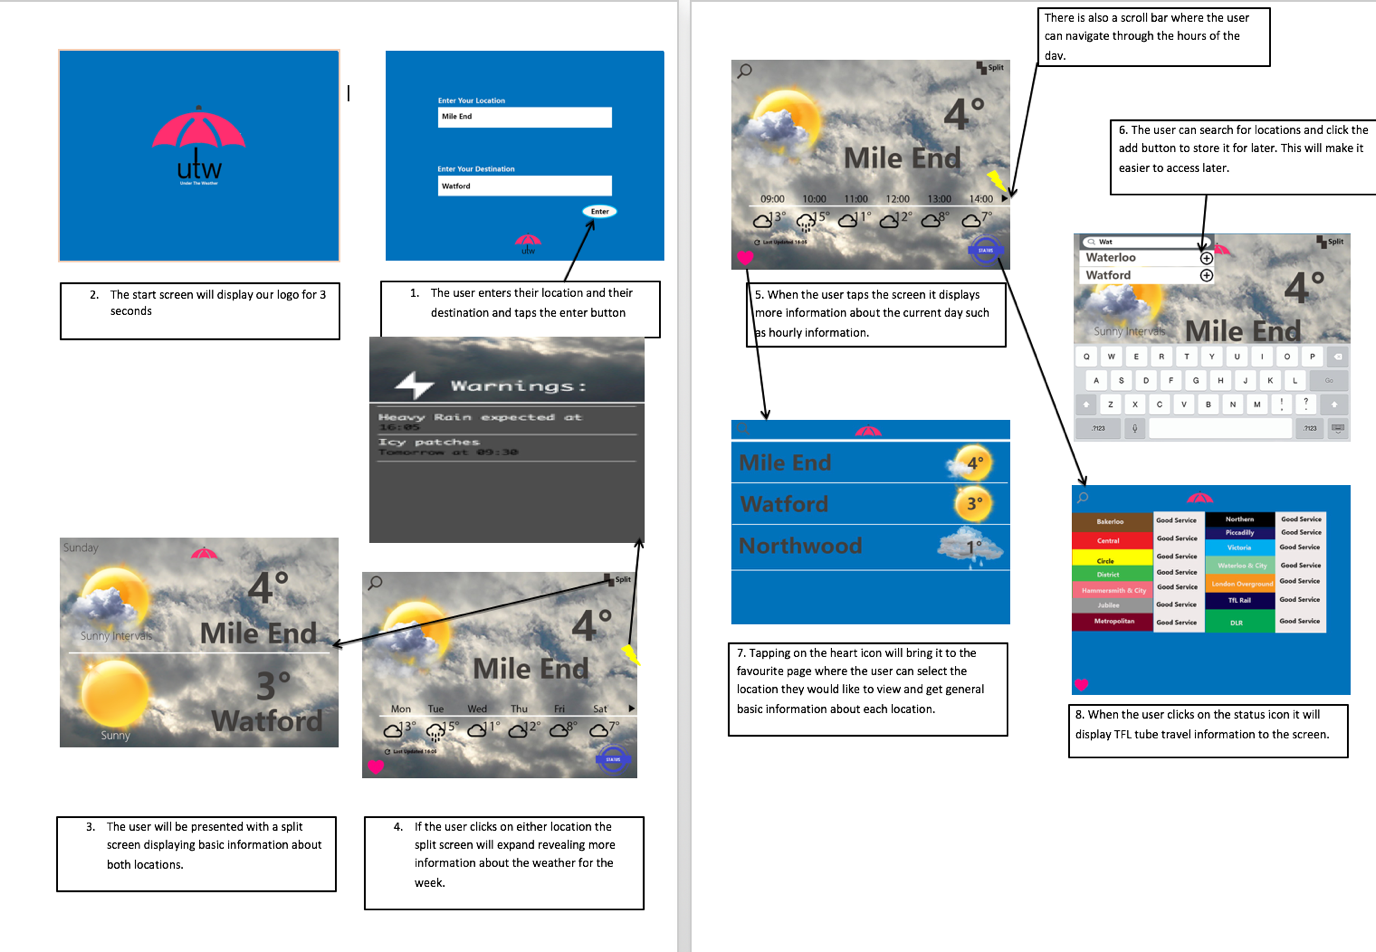 utw
Under The Weather
2. The start screen will display our logo for 3
seconds
Enter Your Location
Mile End
Enter Your Destination
Watford
Enter
utw
1. The user enters their location and their
destination and taps the enter button
Warnings:
Heavy Rain expected at
16:05
Icy patches
Tomorrow at 09:30
Sunday
4°
Sunny Intervals
Mile End
3°
Watford
Sunny
3. The user will be presented with a split
screen displaying basic information about
both locations.
Split
4°
Mile End
Mon Tue Wed Thu Fri Sat
13° 15° 11° 12° 8° 7°
Last Updated 16:05
STATUS
4. If the user clicks on either location the
split screen will expand revealing more
information about the weather for the
week.
There is also a scroll bar where the user
can navigate through the hours of the
day.
Split
4°
Mile End
09:00 10:00 11:00 12:00 13:00 14:00
13° 15° 11° 12° 8° 7°
Last Updated 16:05
STATUS
5. When the user taps the screen it displays
more information about the current day such
as hourly information.
6. The user can search for locations and click the
add button to store it for later. This will make it
easier to access later.
Wat
Split
Waterloo
Watford
4°
Sunny Intervals
Mile End
Q W E R T Y U I O P
A S D F G H J K L Go
Z X C V B N M ! ?
.?123 .?123
Mile End 4°
Watford 3°
Northwood 1°
7. Tapping on the heart icon will bring it to the
favourite page where the user can select the
location they would like to view and get general
basic information about each location.
Bakerloo Good Service Northern Good Service
Central Good Service Piccadilly Good Service
Circle Good Service Victoria Good Service
District Good Service Waterloo & City Good Service
Hammersmith & City Good Service London Overground Good Service
Jubilee Good Service TfL Rail Good Service
Metropolitan Good Service DLR Good Service
8. When the user clicks on the status icon it will
display TFL tube travel information to the screen.